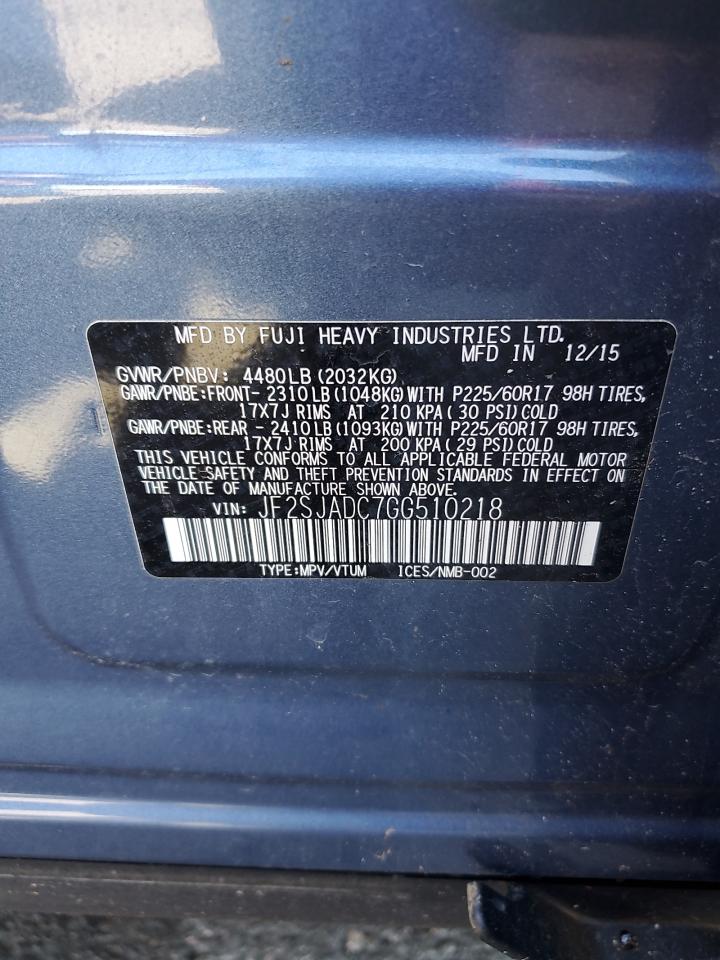 MFD BY FUJI HEAVY INDUSTRIES LTD.
MFD IN 12/15
GVWR/PNBV: 4480LB (2032KG)
GAWR/PNBE:FRONT- 2310LB (1048KG) WITH P225/60R17 98H TIRES,
17X7J RIMS AT 210 KPA ( 30 PSI) COLD
GAWR/PNBE:REAR - 2410LB (1093KG) WITH P225/60R17 98H TIRES,
17X7J RIMS AT 200 KPA ( 29 PSI) COLD
THIS VEHICLE CONFORMS TO ALL APPLICABLE FEDERAL MOTOR
VEHICLE SAFETY AND THEFT PREVENTION STANDARDS IN EFFECT ON
THE DATE OF MANUFACTURE SHOWN ABOVE.
VIN: JF2SJADC7GG510218
TYPE:MPV/VTUM ICES/NMB-002